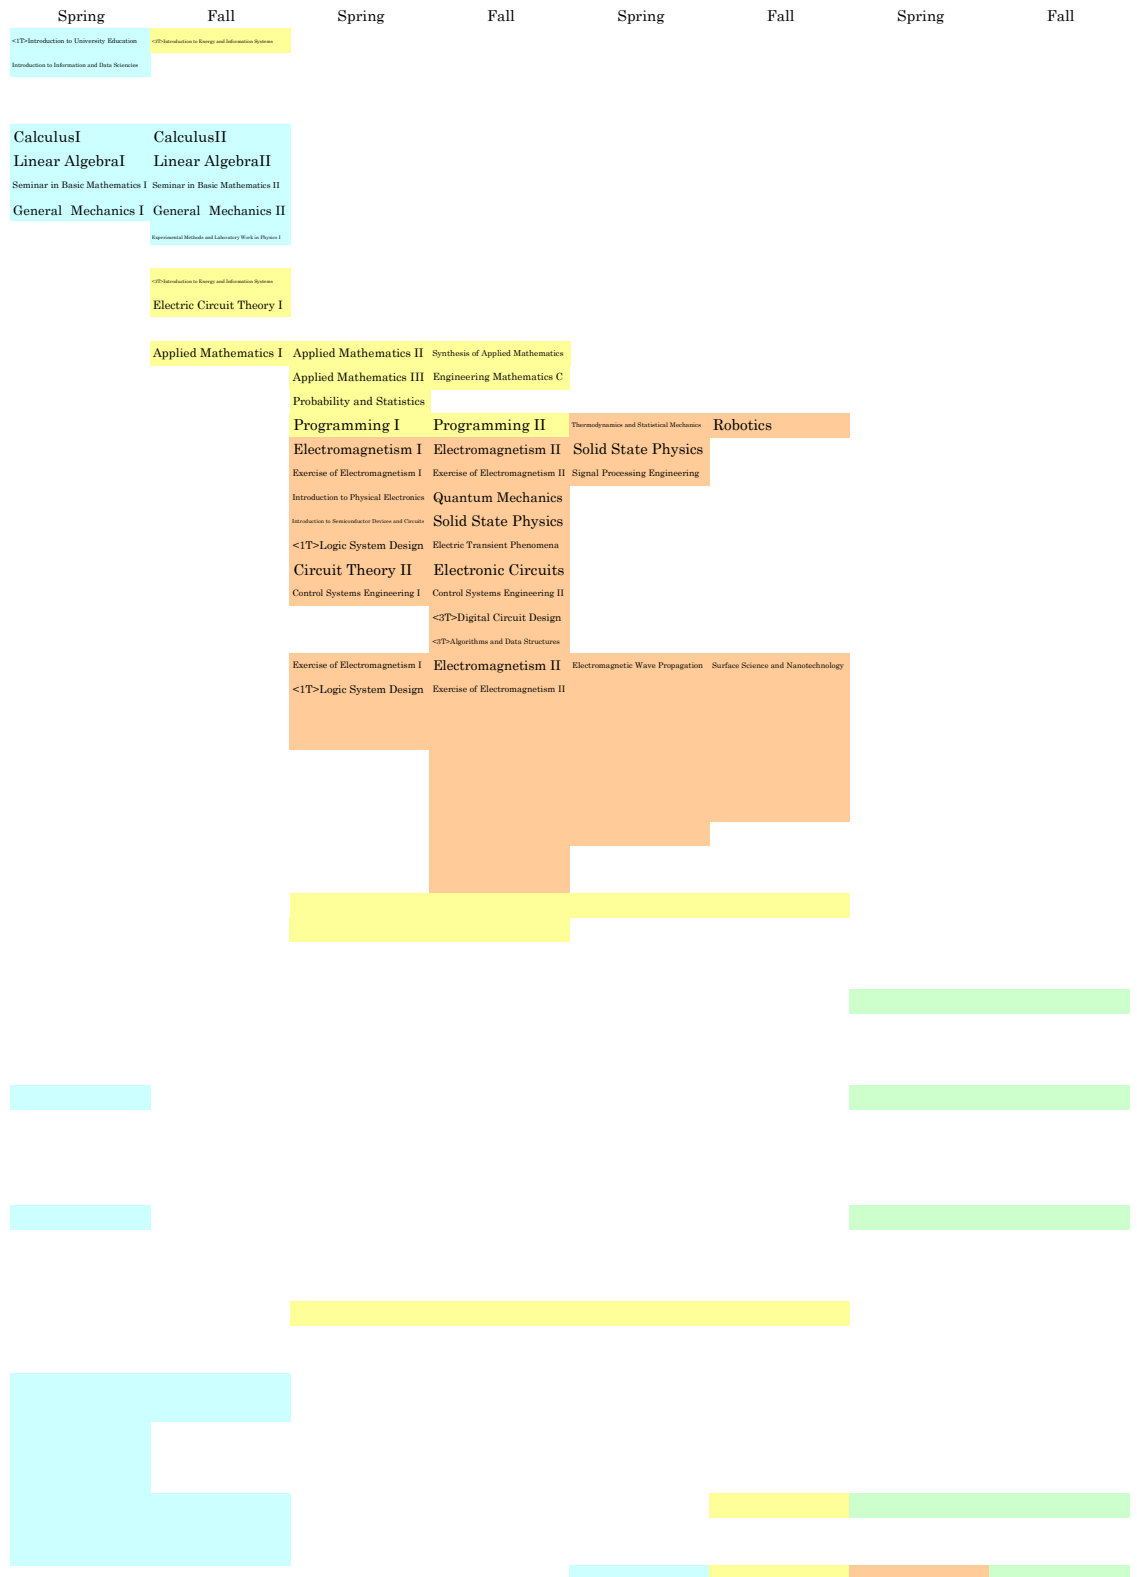 Spring Fall Spring Fall Spring Fall Spring Fall
<1T>Introduction to University Education <3T>Introduction to Energy and Information Systems
Introduction to Information and Data Sciencies
CalculusI CalculusII
Linear AlgebraI Linear AlgebraII
Seminar in Basic Mathematics I Seminar in Basic Mathematics II
General Mechanics I General Mechanics II
Experimental Methods and Laboratory Work in Physics I
<3T>Introduction to Energy and Information Systems
Electric Circuit Theory I
Applied Mathematics I Applied Mathematics II Synthesis of Applied Mathematics
Applied Mathematics III Engineering Mathematics C
Probability and Statistics
Programming I Programming II Thermodynamics and Statistical Mechanics Robotics
Electromagnetism I Electromagnetism II Solid State Physics
Exercise of Electromagnetism I Exercise of Electromagnetism II Signal Processing Engineering
Introduction to Physical Electronics Quantum Mechanics
Introduction to Semiconductor Devices and Circuits Solid State Physics
<1T>Logic System Design Electric Transient Phenomena
Circuit Theory II Electronic Circuits
Control Systems Engineering I Control Systems Engineering II
<3T>Digital Circuit Design
<3T>Algorithms and Data Structures
Exercise of Electromagnetism I Electromagnetism II Electromagnetic Wave Propagation Surface Science and Nanotechnology
<1T>Logic System Design Exercise of Electromagnetism II